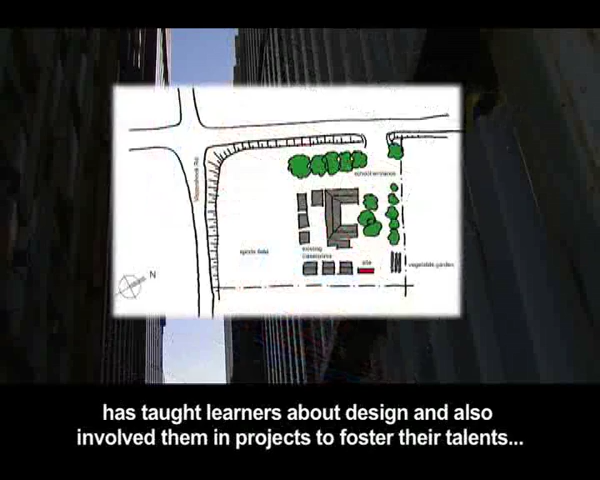 school entrance
sports field
existing
classrooms
site
vegetable garden
N
has taught learners about design and also
involved them in projects to foster their talents...